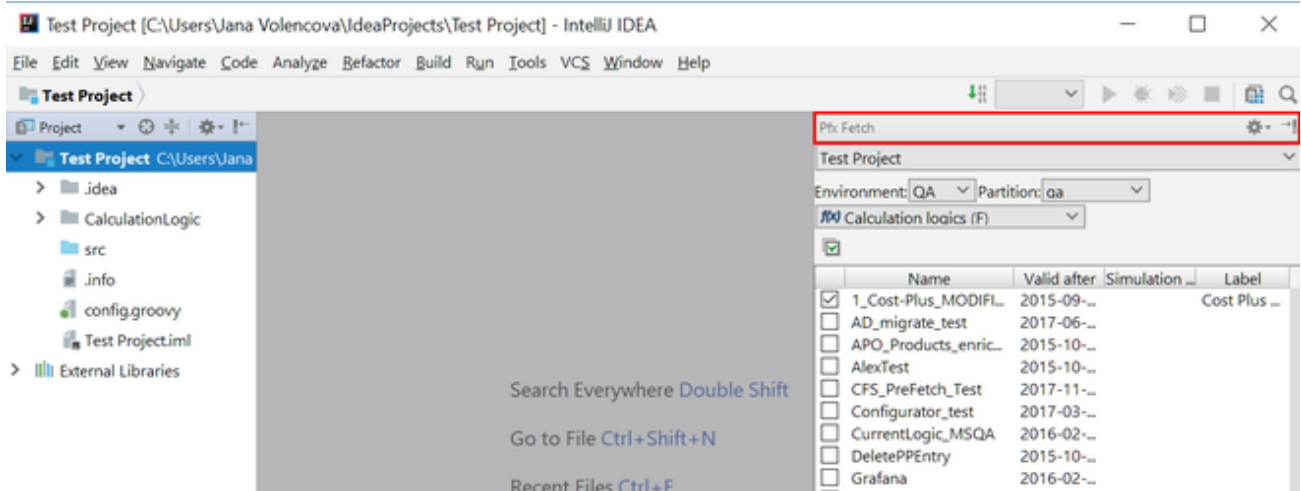 Test Project [C:\Users\Jana Volencova\IdeaProjects\Test Project] - IntelliJ IDEA
File Edit View Navigate Code Analyze Refactor Build Run Tools VCS Window Help
Test Project
Project
Test Project C:\Users\Jana
.idea
CalculationLogic
src
.info
config.groovy
Test Project.iml
External Libraries
Search Everywhere Double Shift
Go to File Ctrl+Shift+N
Recent Files Ctrl+E
Pfx Fetch
Test Project
Environment: QA Partition: qa
f(x) Calculation logics (F)
Name Valid after Simulation ... Label
1_Cost-Plus_MODIFI... 2015-09-... Cost Plus ...
AD_migrate_test 2017-06-...
APO_Products_enric... 2015-10-...
AlexTest 2015-10-...
CFS_PreFetch_Test 2017-11-...
Configurator_test 2017-03-...
CurrentLogic_MSQA 2016-02-...
DeletePPEntry 2015-10-...
Grafana 2016-02-...